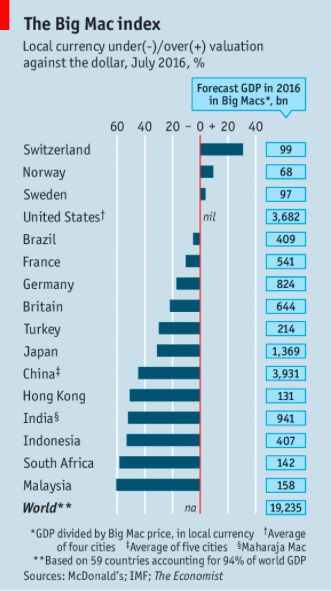 The Big Mac index
Local currency under(-)/over(+) valuation
against the dollar, July 2016, %
Forecast GDP in 2016
in Big Macs*, bn
60 40 20 – 0 + 20 40
Switzerland 99
Norway 68
Sweden 97
United States† nil 3,682
Brazil 409
France 541
Germany 824
Britain 644
Turkey 214
Japan 1,369
China‡ 3,931
Hong Kong 131
India§ 941
Indonesia 407
South Africa 142
Malaysia 158
World** na 19,235
*GDP divided by Big Mac price, in local currency †Average
of four cities ‡Average of five cities §Maharaja Mac
**Based on 59 countries accounting for 94% of world GDP
Sources: McDonald's; IMF; The Economist